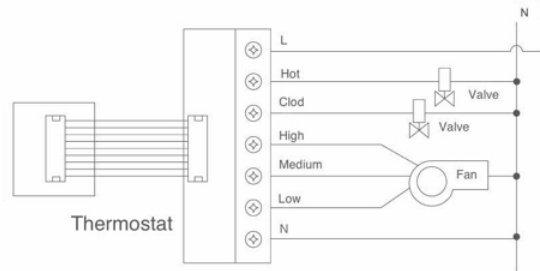 N
L
Hot
Valve
Clod
Valve
High
Medium
Fan
Low
Thermostat
N